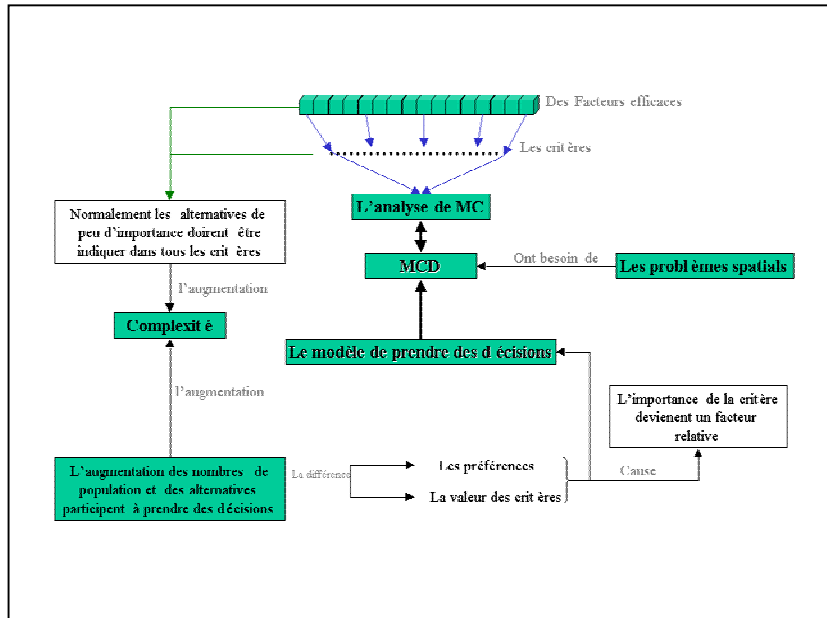 Des Facteurs efficaces
Les crit ères
L'analyse de MC
Normalement les alternatives de
peu d'importance doirent être
indiquer dans tous les crit ères
MCD
Ont besoin de
Les probl èmes spatials
l'augmentation
Complexit é
Le modèle de prendre des d écisions
l'augmentation
L'importance de la critère
devienent un facteur
relative
L'augmentation des nombres de
population et des alternatives
participent à prendre des décisions
La différence
Les préférences
La valeur des crit ères
Cause